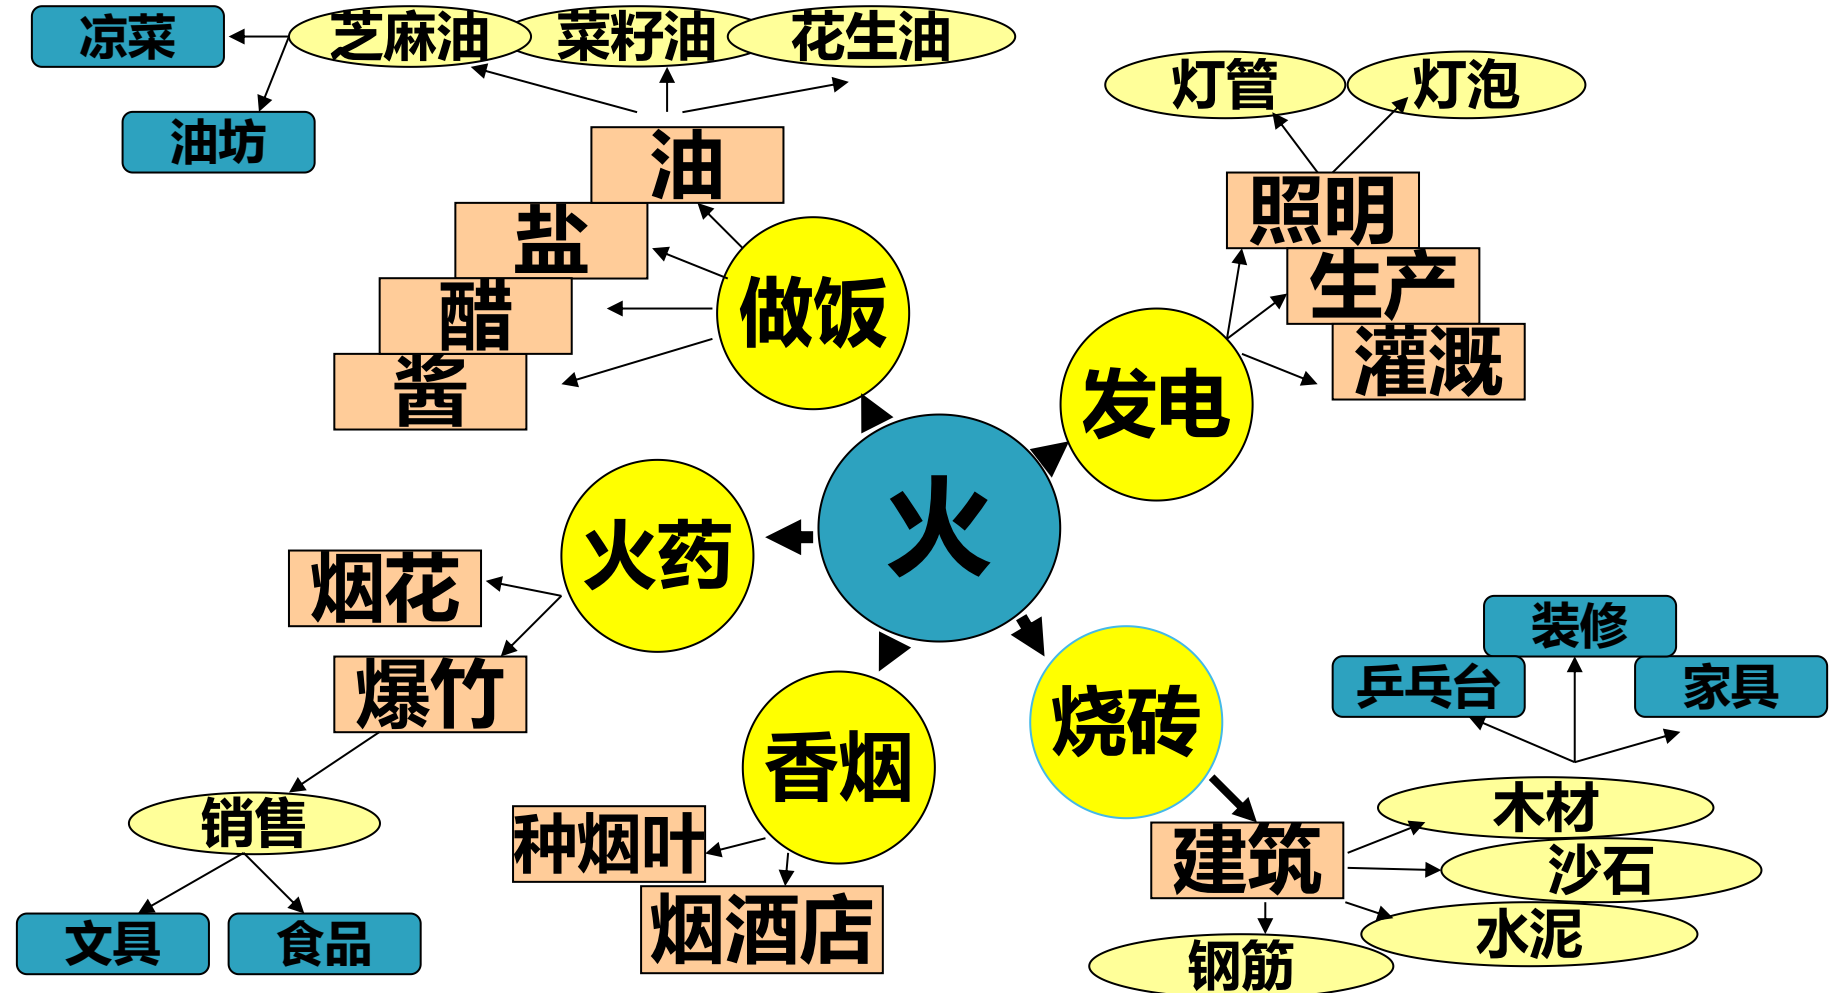 凉菜
芝麻油
菜籽油
花生油
油坊
油
盐
醋
酱
做饭
灯管
灯泡
照明
生产
灌溉
发电
火
火药
烟花
爆竹
销售
文具
食品
香烟
种烟叶
烟酒店
烧砖
建筑
装修
乒乓台
家具
木材
沙石
水泥
钢筋